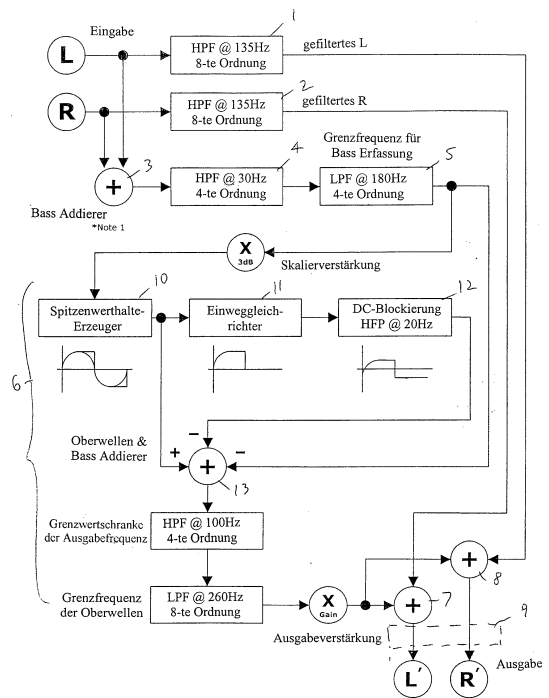 Eingabe
1
L
HPF @ 135Hz
8-te Ordnung
gefiltertes L
2
R
HPF @ 135Hz
8-te Ordnung
gefiltertes R
Grenzfrequenz für
Bass Erfassung
3
+
4
HPF @ 30Hz
4-te Ordnung
5
LPF @ 180Hz
4-te Ordnung
Bass Addierer
*Note 1
X
3dB
Skalierverstärkung
10
Spitzenwerthalte-
Erzeuger
11
Einweggleich-
richter
12
DC-Blockierung
HFP @ 20Hz
6
Oberwellen &
Bass Addierer
+
−
−
+
13
Grenzwertschranke
der Ausgabefrequenz
HPF @ 100Hz
4-te Ordnung
Grenzfrequenz
der Oberwellen
LPF @ 260Hz
8-te Ordnung
X
Gain
Ausgabeverstärkung
+
8
+
7
9
L′
R′
Ausgabe